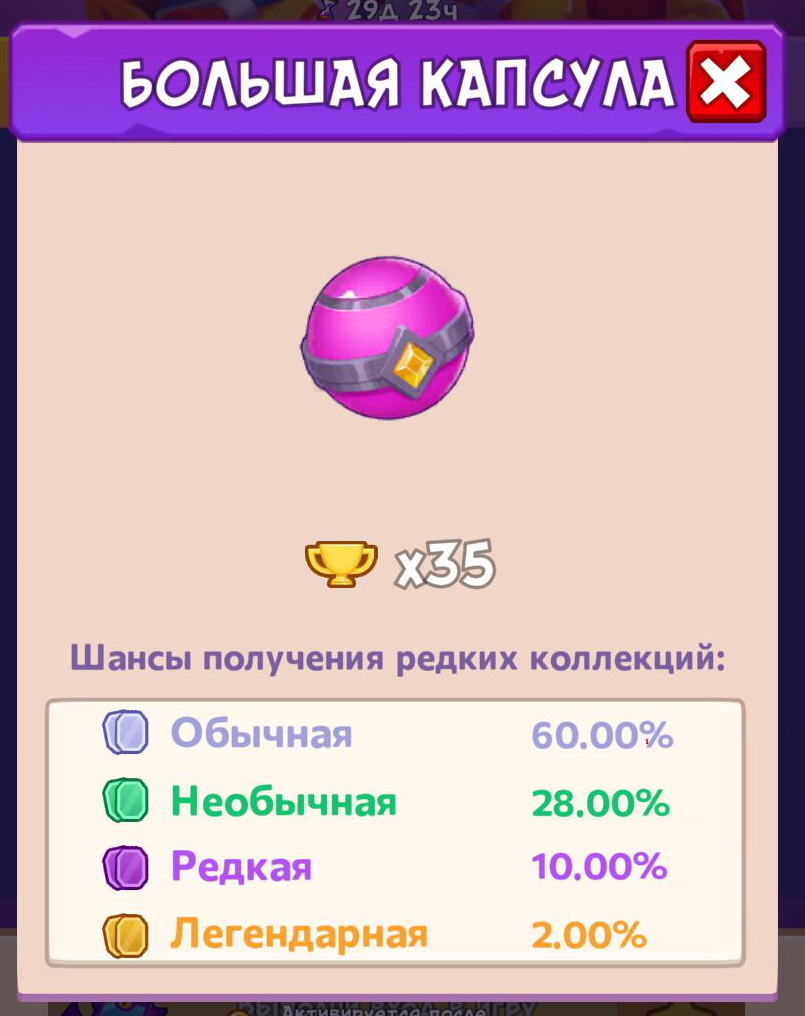 29д 23ч
БОЛЬШАЯ КАПСУЛА
x35
Шансы получения редких коллекций:
Обычная 60.00%
Необычная 28.00%
Редкая 10.00%
Легендарная 2.00%
Активируется после